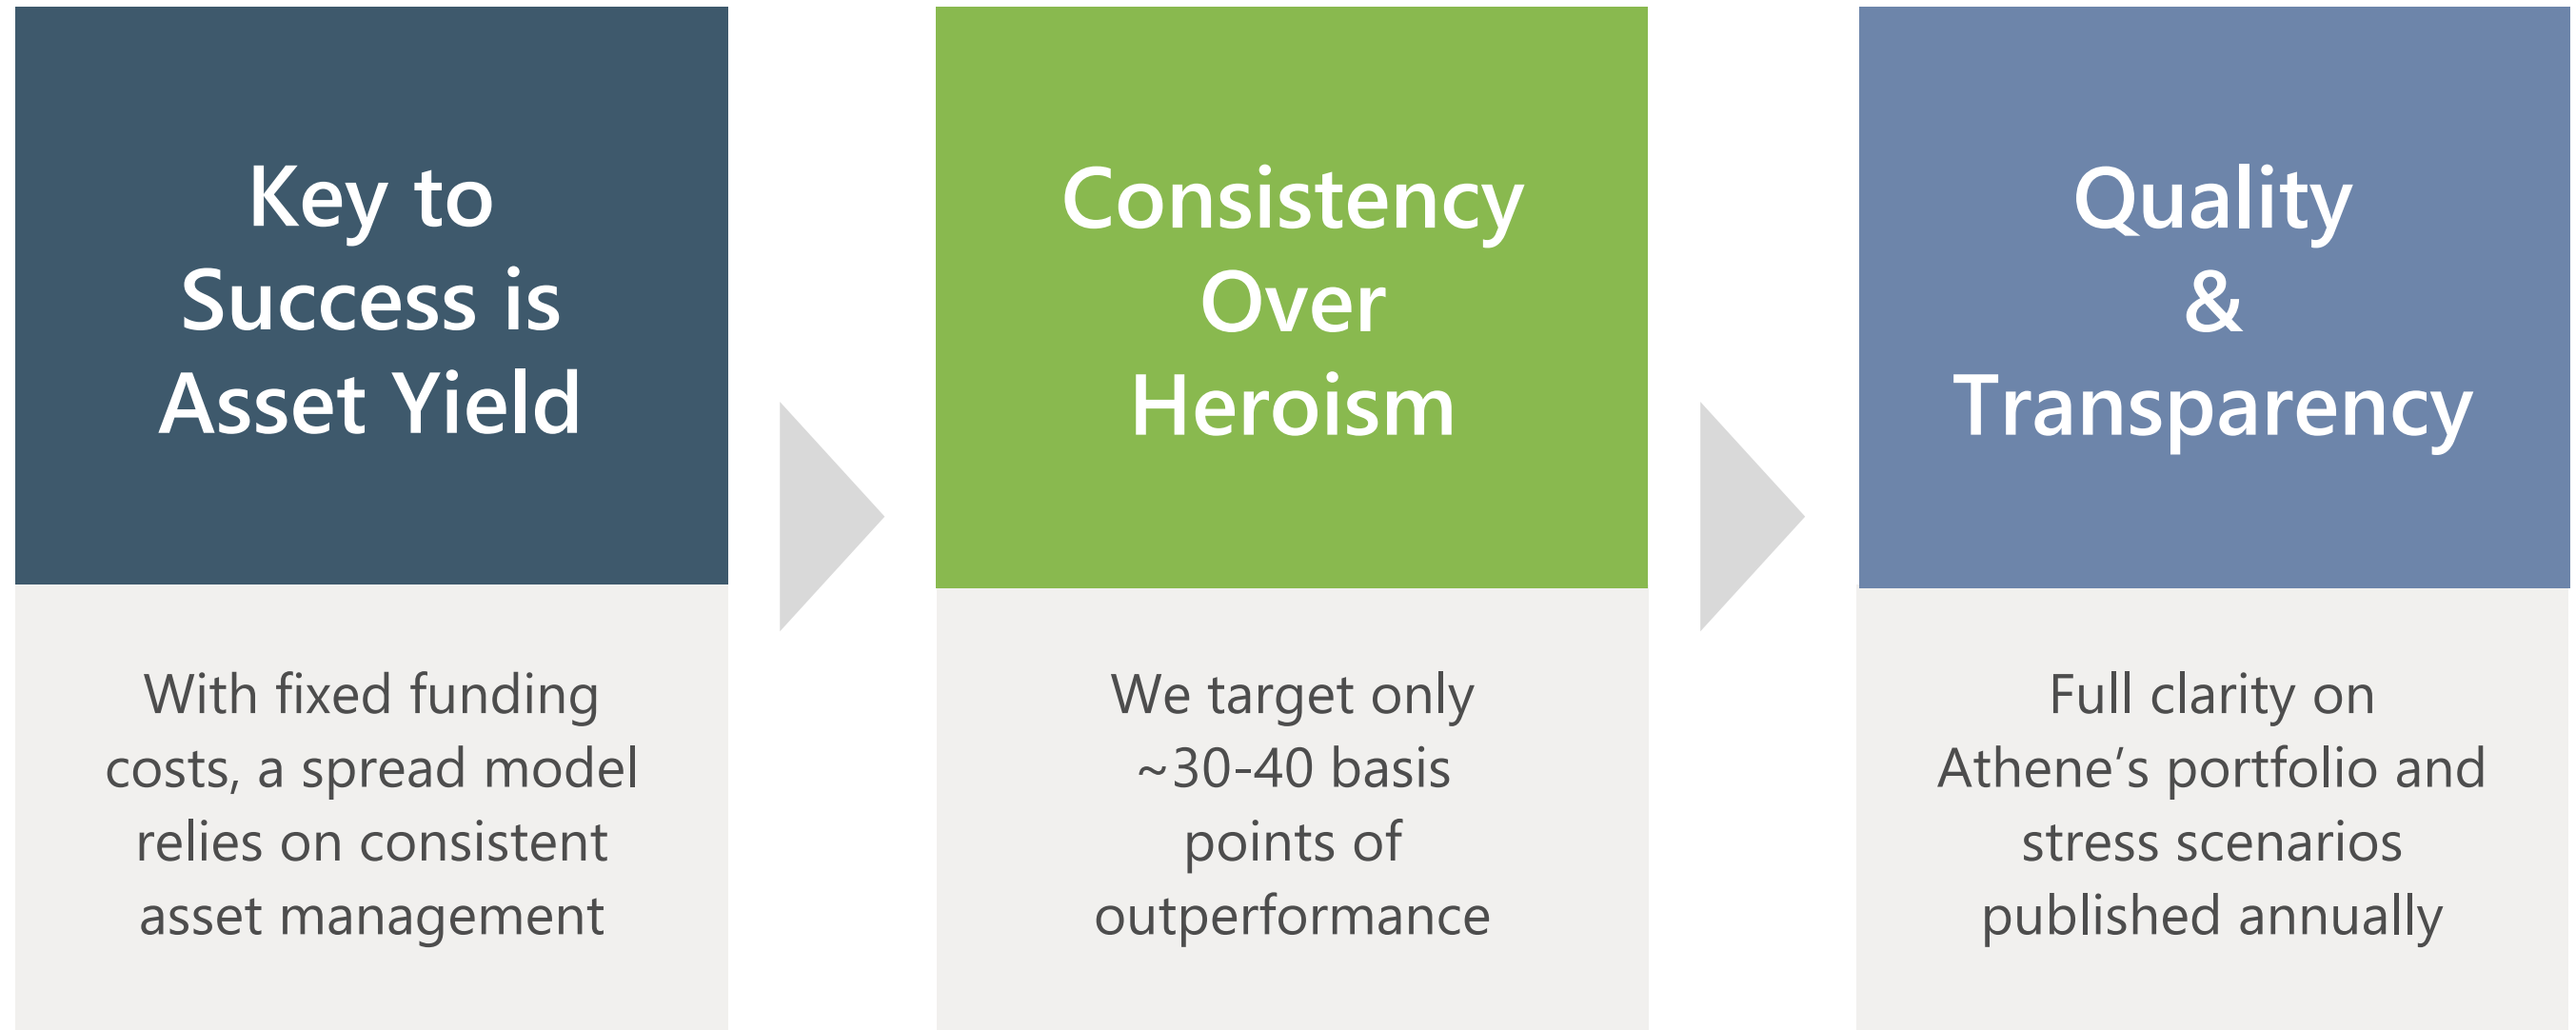 Key to
Success is
Asset Yield
With fixed funding
costs, a spread model
relies on consistent
asset management
Consistency
Over
Heroism
We target only
~30-40 basis
points of
outperformance
Quality
&
Transparency
Full clarity on
Athene’s portfolio and
stress scenarios
published annually